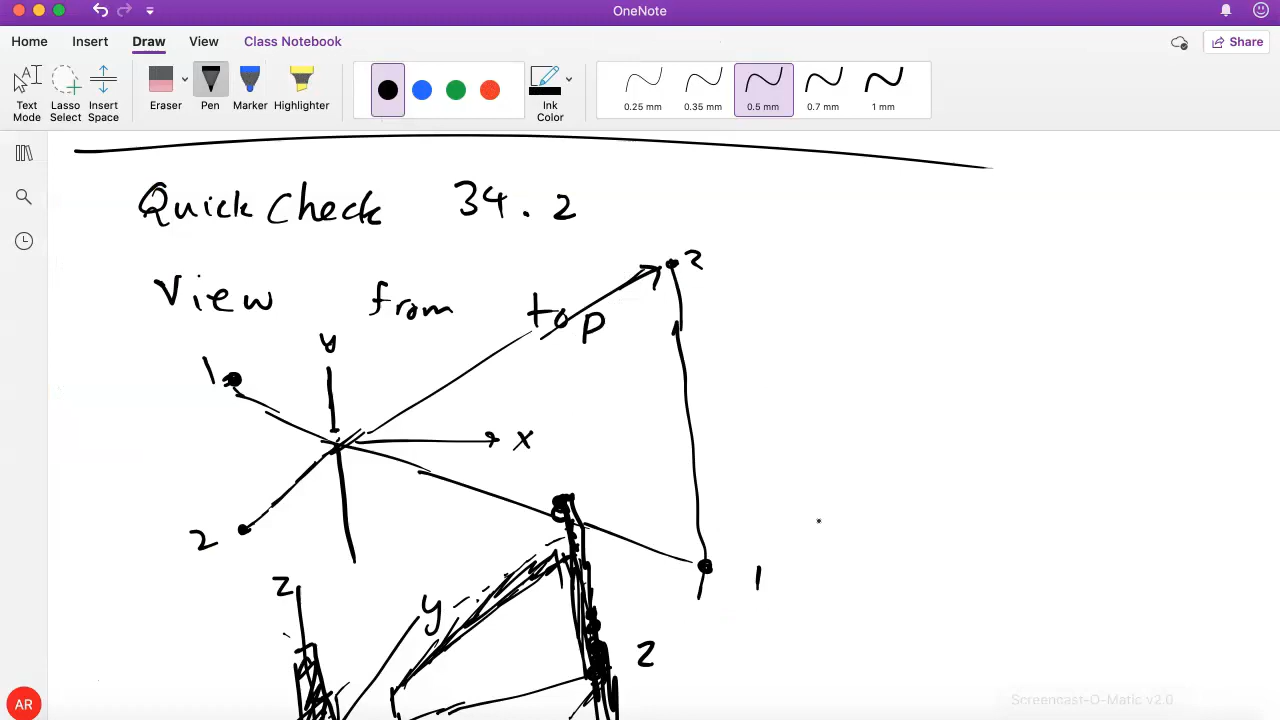 OneNote
Home Insert Draw View Class Notebook
Share
Text Mode
Lasso Select
Insert Space
Eraser
Pen
Marker
Highlighter
Ink Color
0.25 mm
0.35 mm
0.5 mm
0.7 mm
1 mm
Quick Check 34.2
View from top
2
1
y
x
2
1
z
y
2
AR
Screencast-O-Matic v2.0